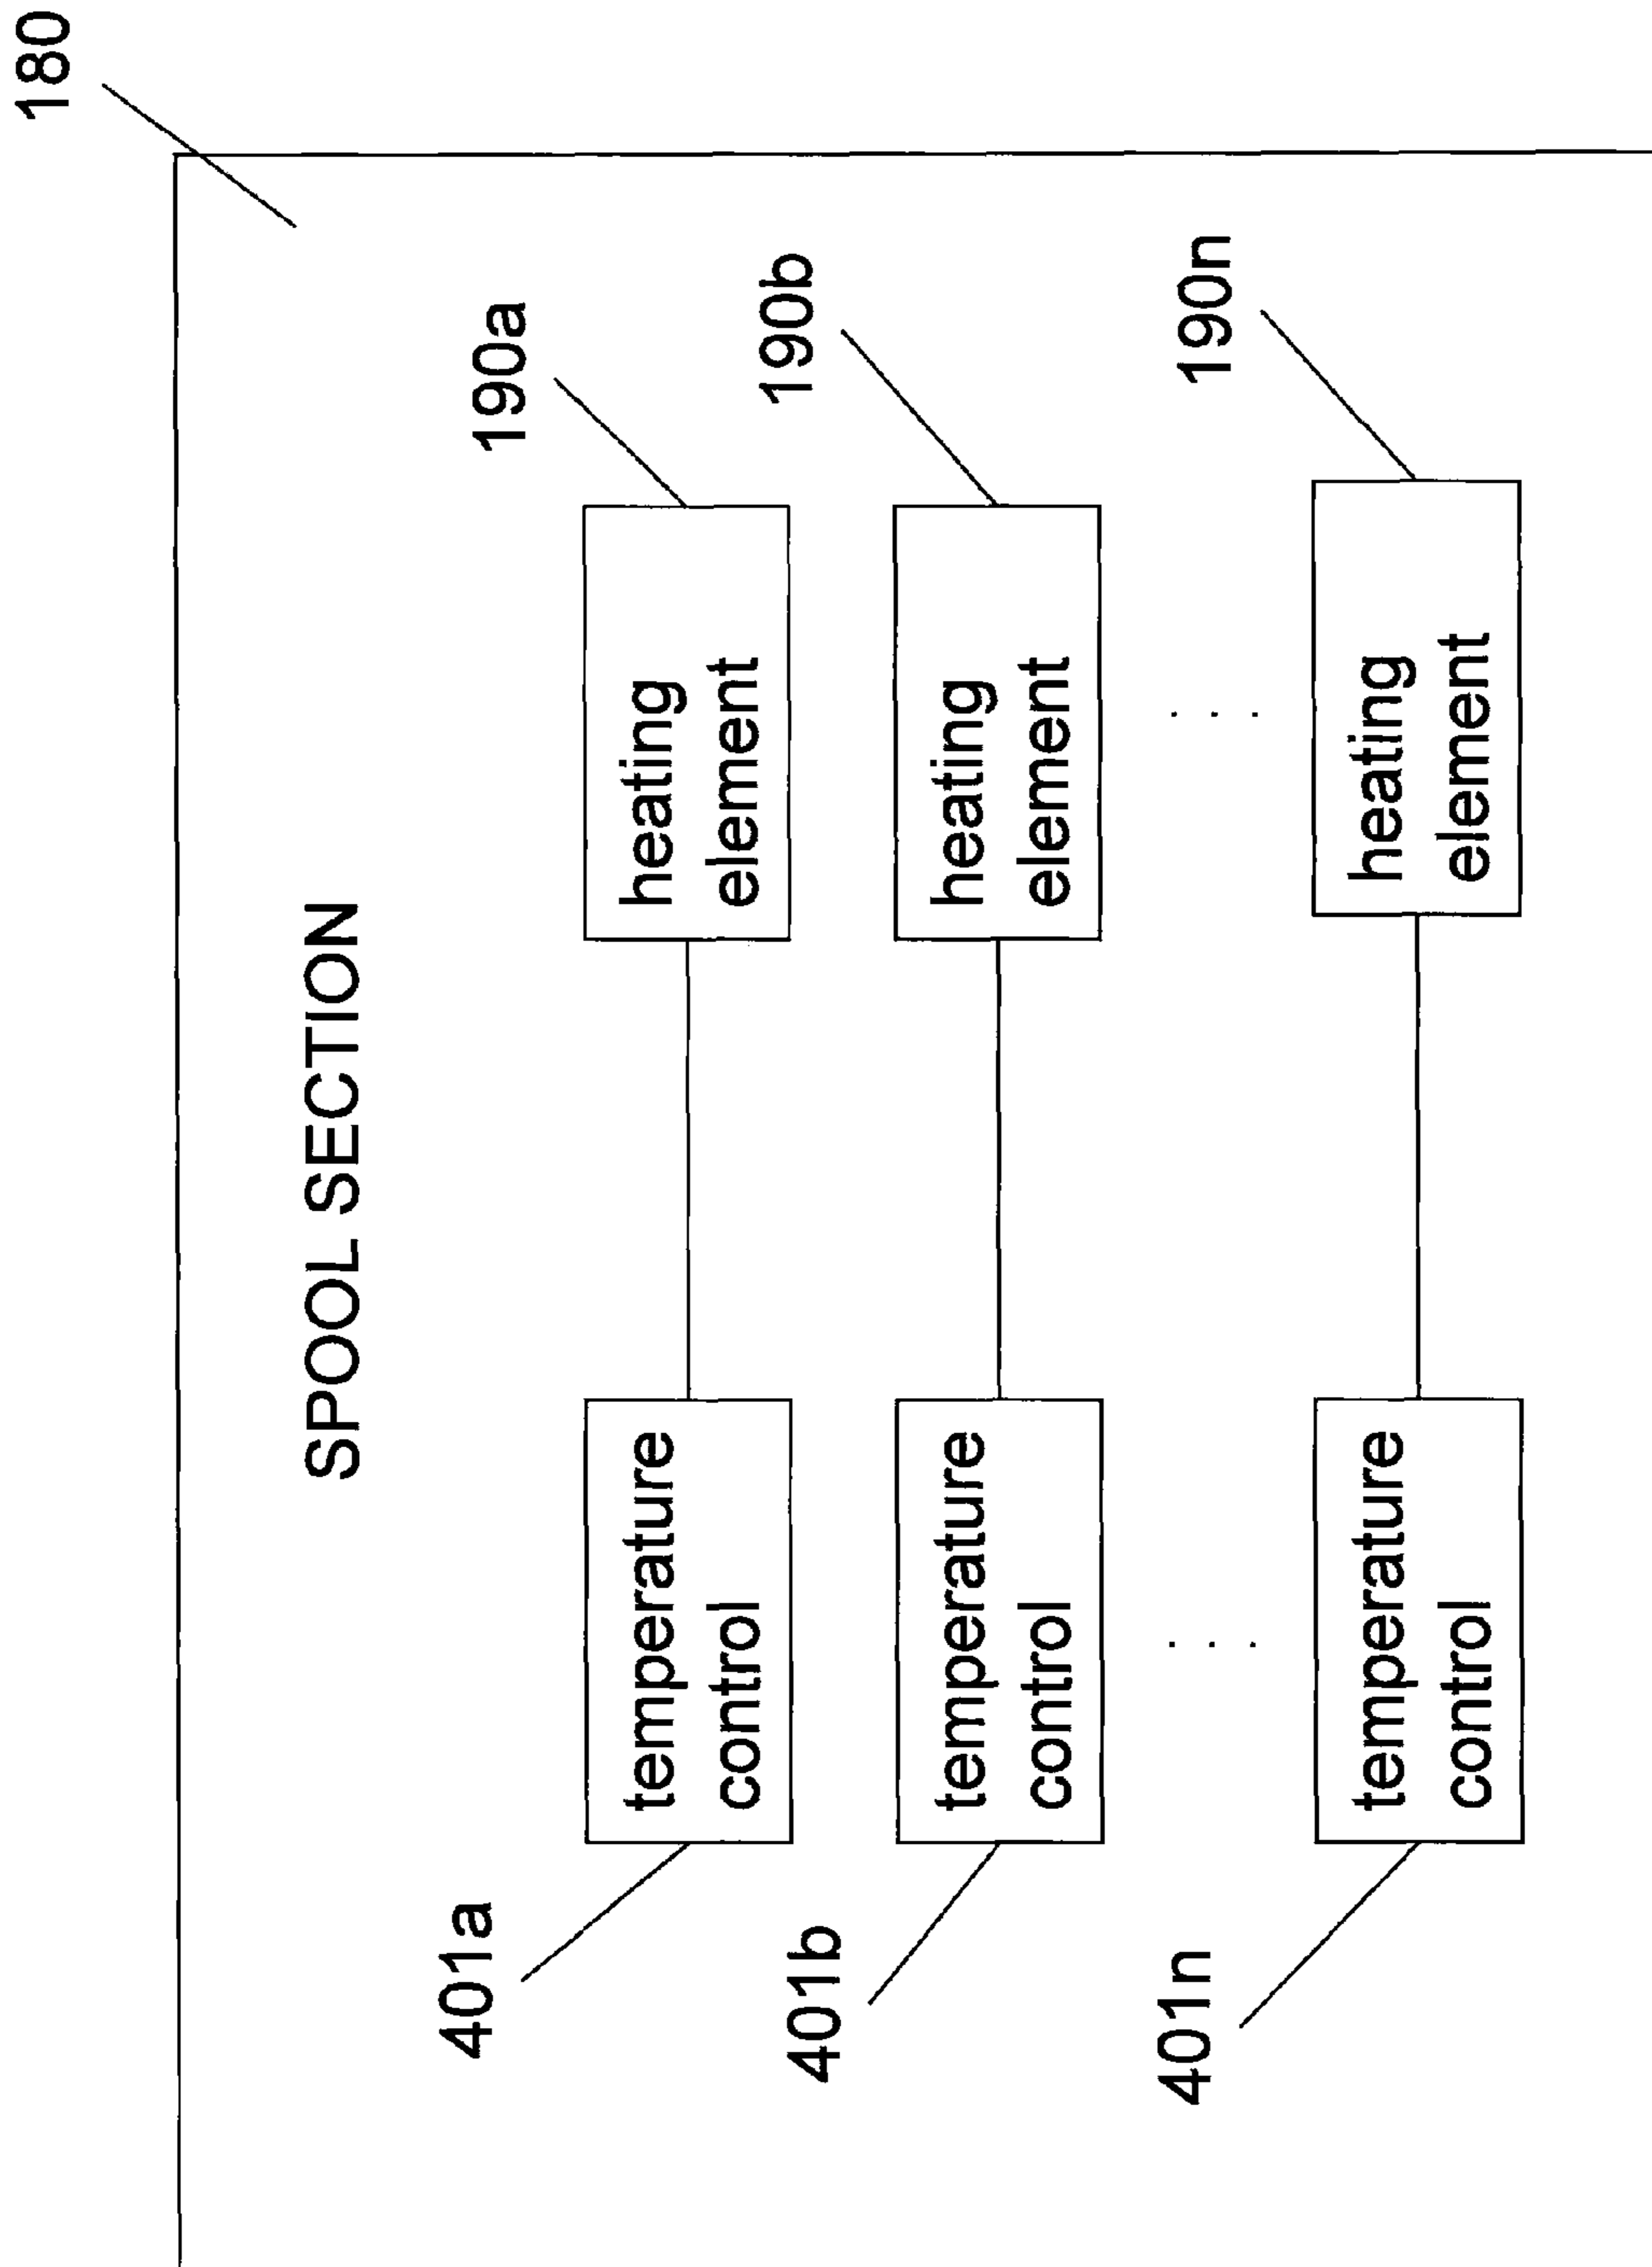 180
SPOOL SECTION
190a
401a
temperature
control
heating
element
190b
401b
temperature
control
heating
element
. . .
. . .
190n
401n
temperature
control
heating
element